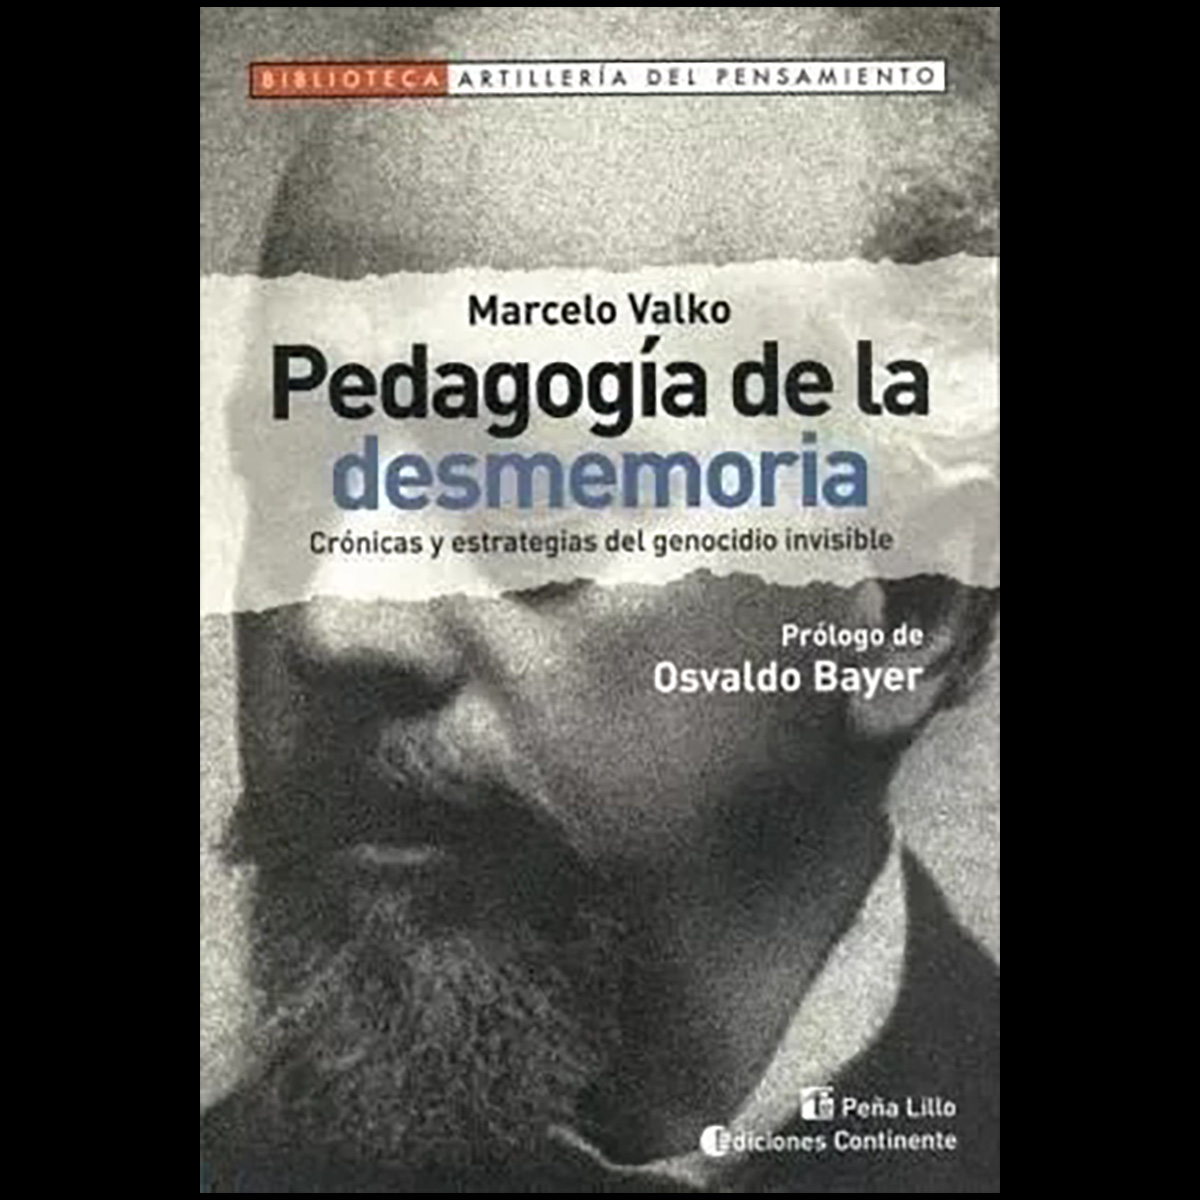 BIBLIOTECA ARTILLERÍA DEL PENSAMIENTO
Marcelo Valko
Pedagogía de la
desmemoria
Crónicas y estrategias del genocidio invisible
Prólogo de
Osvaldo Bayer
Peña Lillo
Ediciones Continente